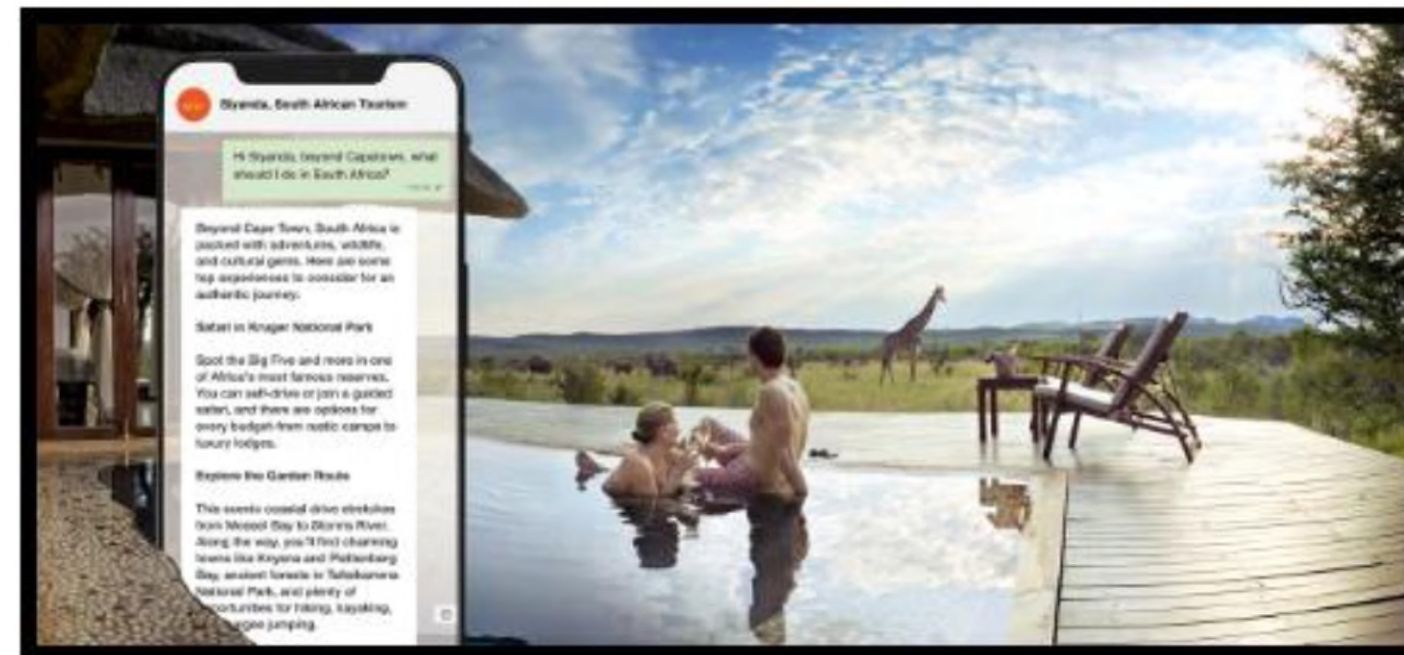 Siyanda, South African Tourism
Hi Siyanda, beyond Capetown, what
should I do in South Africa?
Beyond Cape Town, South Africa is
packed with adventures, wildlife,
and cultural gems. Here are some
top experiences to consider for an
authentic journey:
Safari in Kruger National Park
Spot the Big Five and more in one
of Africa's most famous reserves.
You can self-drive or join a guided
safari, and there are options for
every budget-from rustic camps to
luxury lodges.
Explore the Garden Route
This scenic coastal drive stretches
from Mossel Bay to Storms River.
Along the way, you'll find charming
towns like Knysna and Plettenberg
Bay, ancient forests in Tsitsikamma
National Park, and plenty of
opportunities for hiking, kayaking,
jumping.